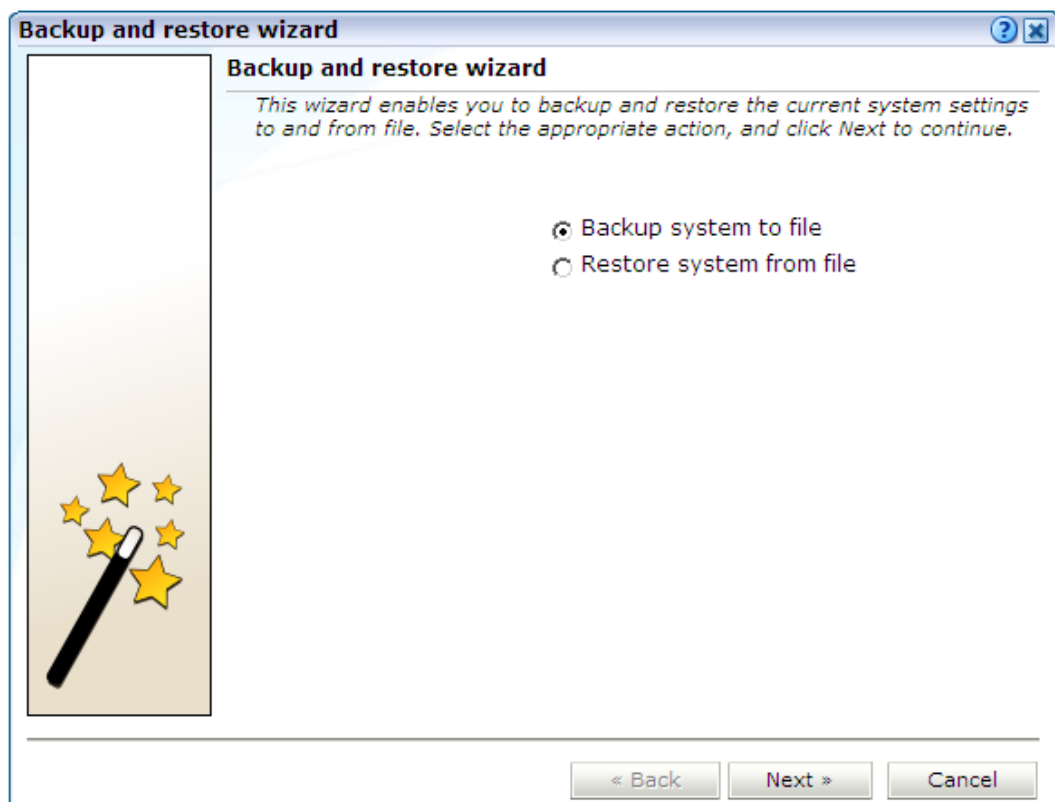 Backup and restore wizard
Backup and restore wizard
This wizard enables you to backup and restore the current system settings
to and from file. Select the appropriate action, and click Next to continue.
Backup system to file
Restore system from file
« Back
Next »
Cancel